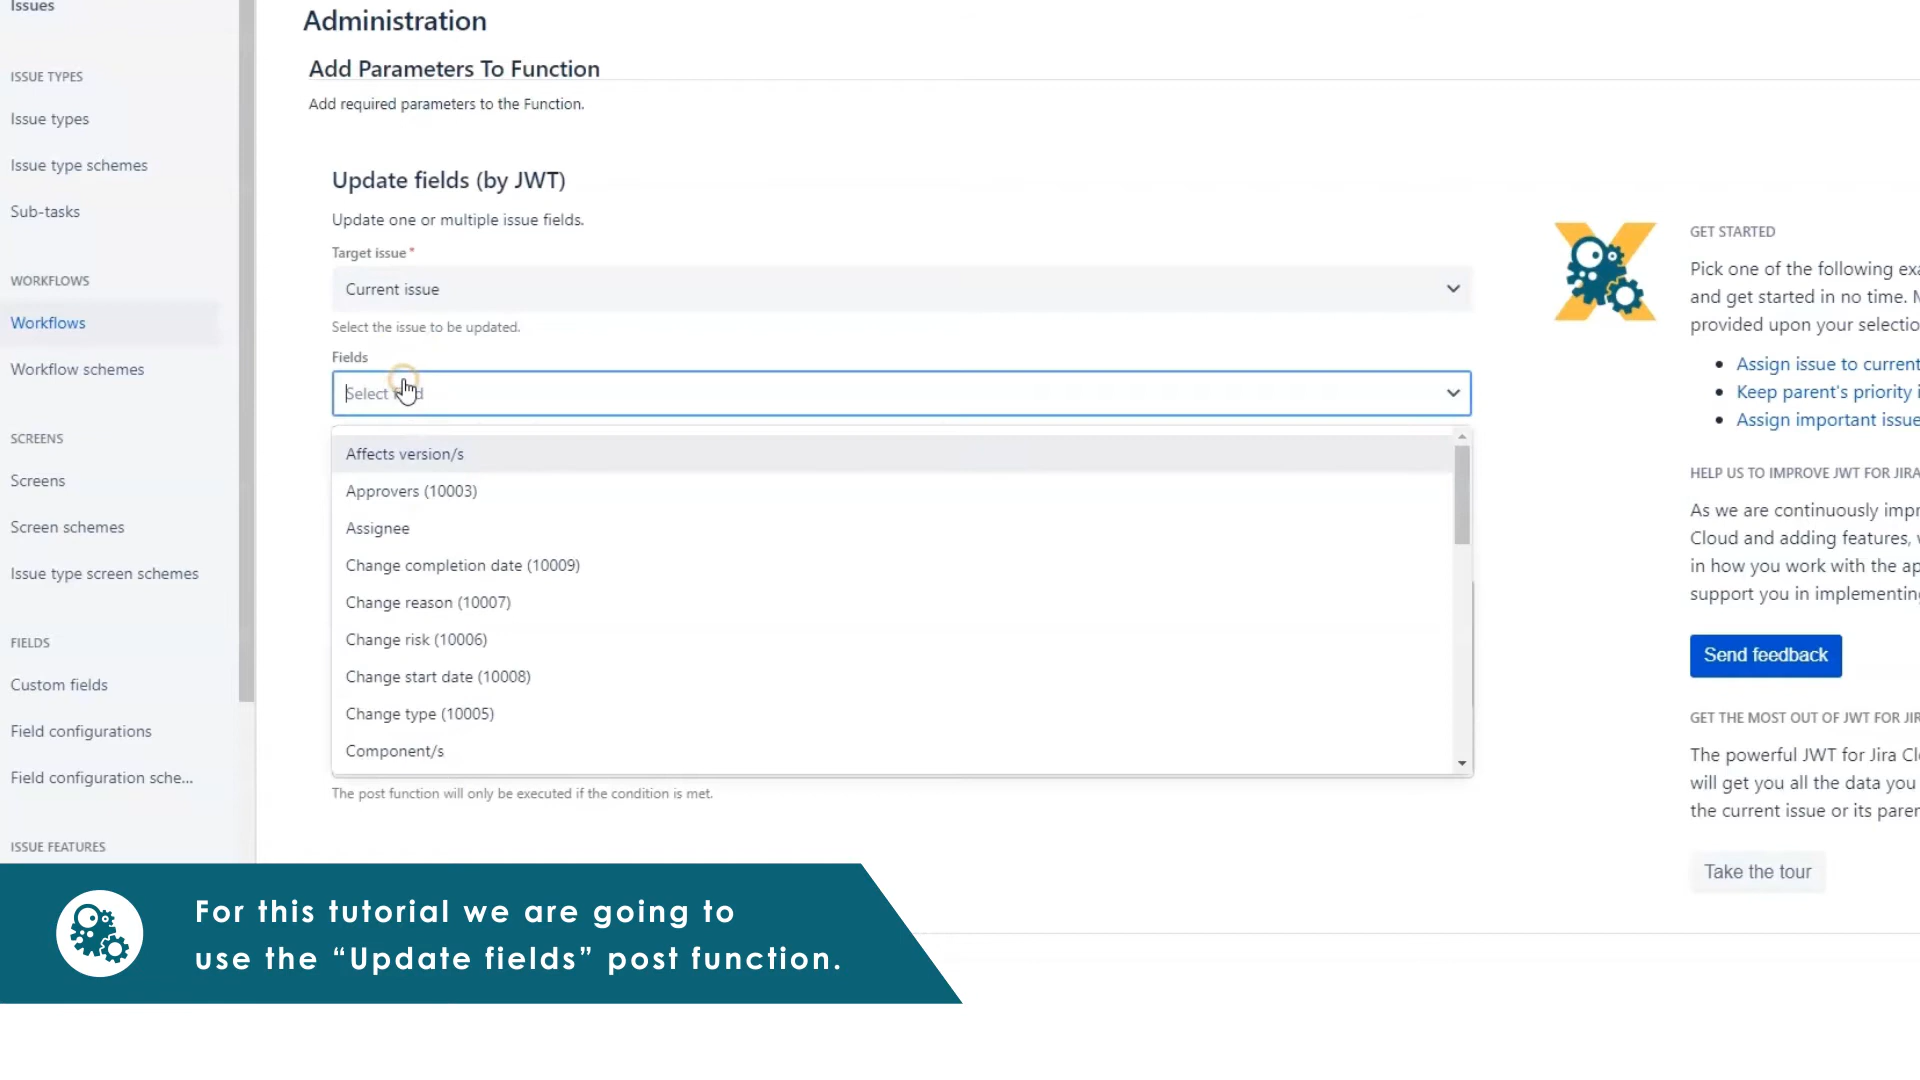 Issues
ISSUE TYPES
Issue types
Issue type schemes
Sub-tasks
WORKFLOWS
Workflows
Workflow schemes
SCREENS
Screens
Screen schemes
Issue type screen schemes
FIELDS
Custom fields
Field configurations
Field configuration sche...
ISSUE FEATURES
Administration
Add Parameters To Function
Add required parameters to the Function.
Update fields (by JWT)
Update one or multiple issue fields.
Target issue *
Current issue
Select the issue to be updated.
Fields
Select
Affects version/s
Approvers (10003)
Assignee
Change completion date (10009)
Change reason (10007)
Change risk (10006)
Change start date (10008)
Change type (10005)
Component/s
The post function will only be executed if the condition is met.
GET STARTED
Pick one of the following
and get started in no time.
provided upon your
Assign issue to current
Keep parent's priority
Assign important issue
HELP US TO IMPROVE JWT FOR JIRA
As we are continuously
Cloud and adding features,
in how you work with the
support you in
Send feedback
GET THE MOST OUT OF JWT FOR
The powerful JWT for Jira
will get you all the data you
the current issue or its
Take the tour
For this tutorial we are going to
use the “Update fields” post function.